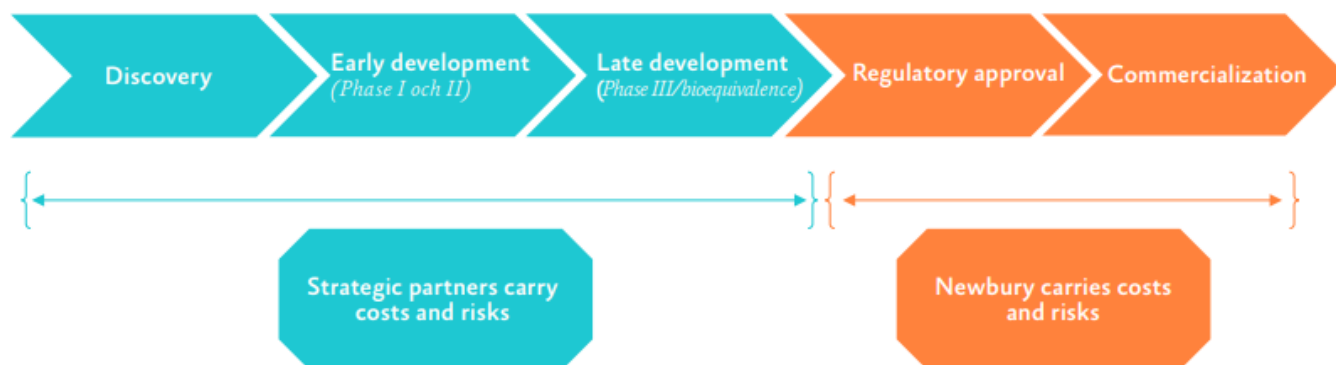 Discovery
Early development
(Phase I och II)
Late development
(Phase III/bioequivalence)
Regulatory approval
Commercialization
Strategic partners carry
costs and risks
Newbury carries costs
and risks